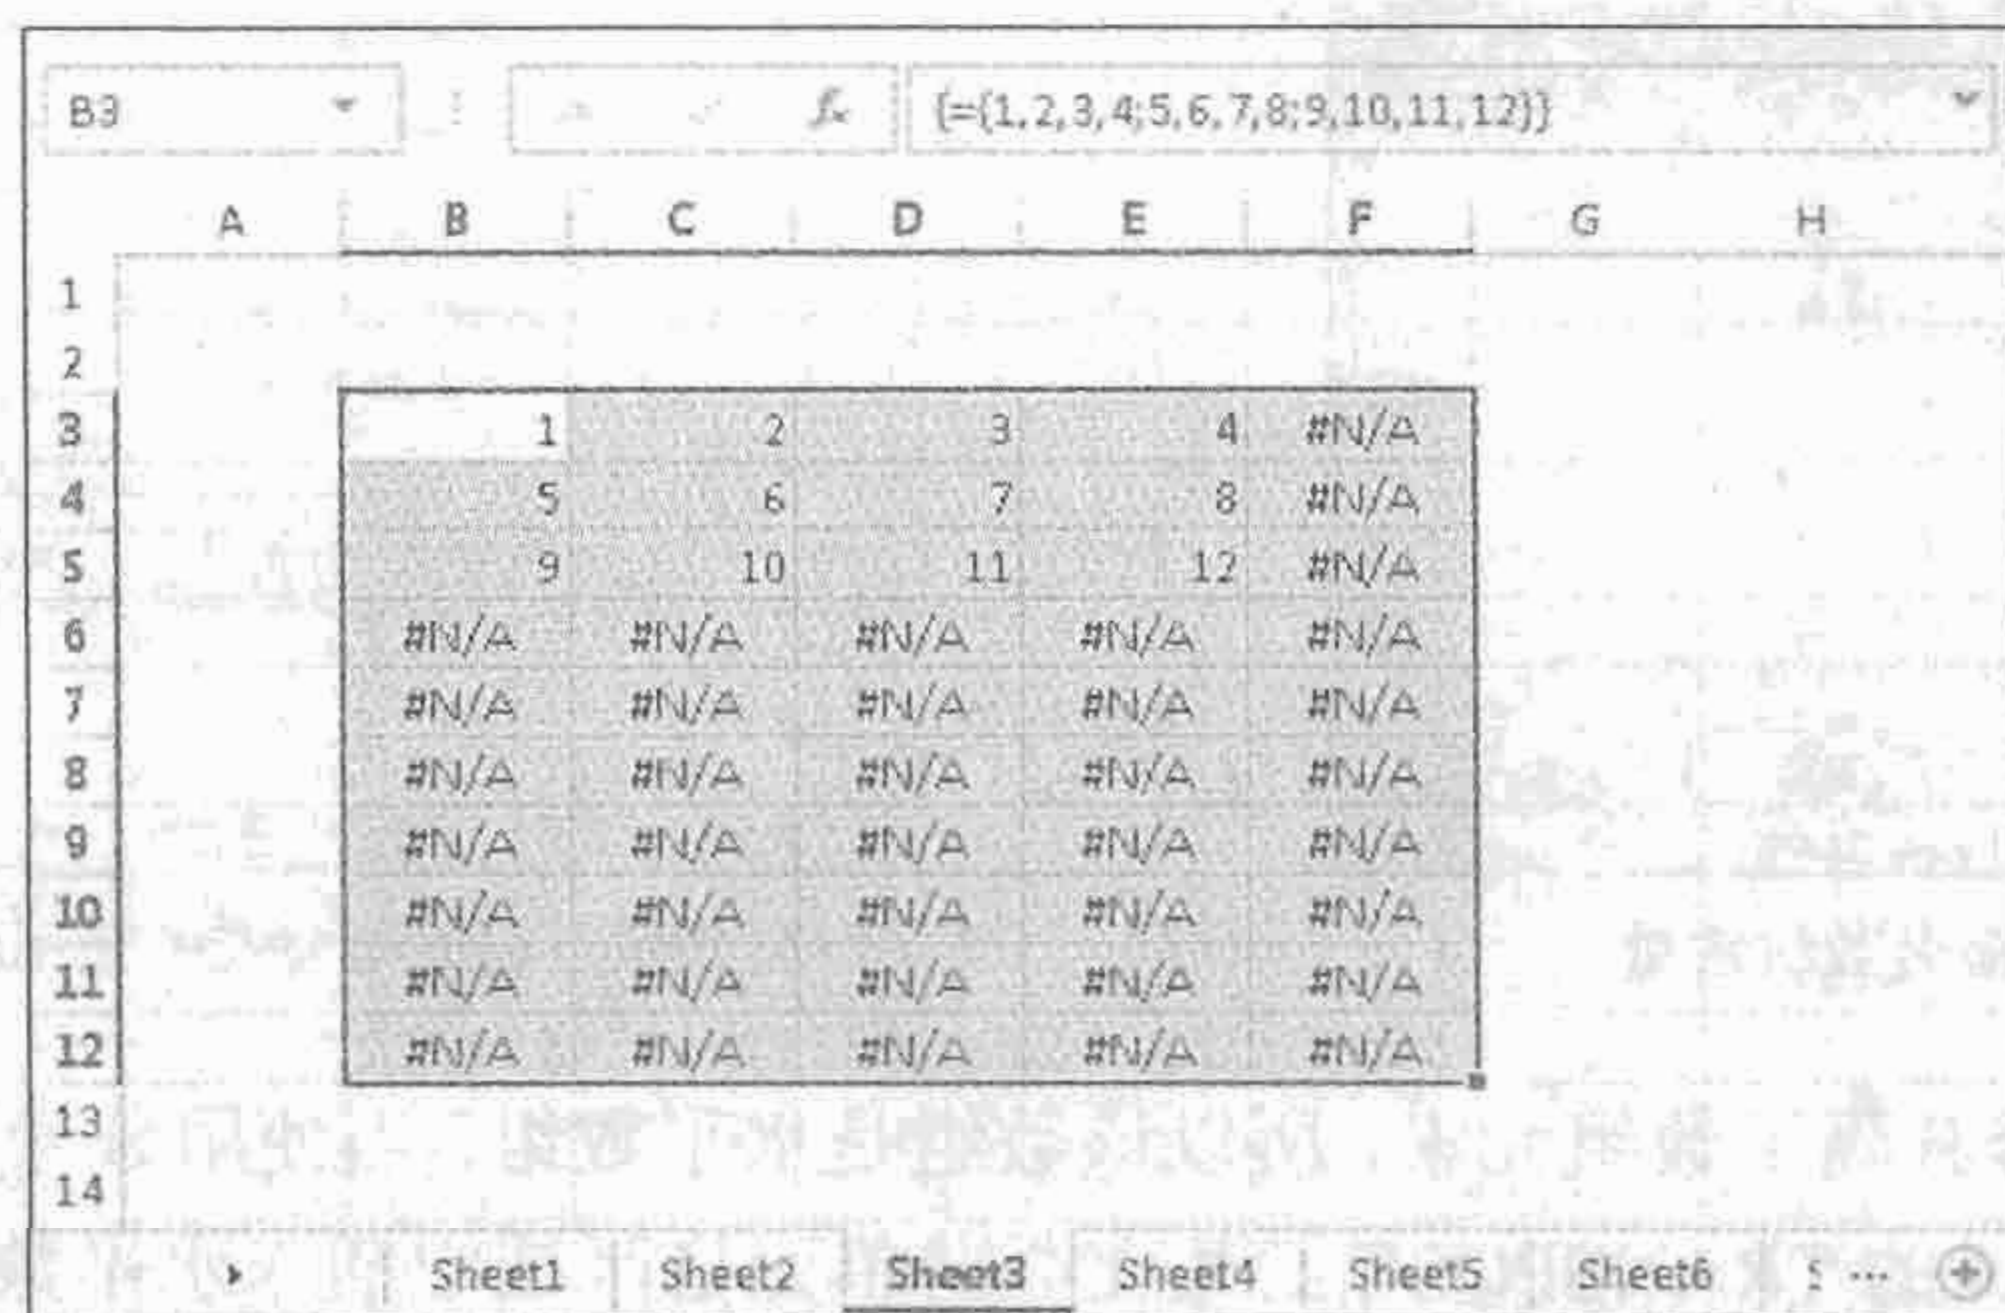 B3 fx {={1,2,3,4;5,6,7,8;9,10,11,12}}
A B C D E F G H
1
2
3 1 2 3 4 #N/A
4 5 6 7 8 #N/A
5 9 10 11 12 #N/A
6 #N/A #N/A #N/A #N/A #N/A
7 #N/A #N/A #N/A #N/A #N/A
8 #N/A #N/A #N/A #N/A #N/A
9 #N/A #N/A #N/A #N/A #N/A
10 #N/A #N/A #N/A #N/A #N/A
11 #N/A #N/A #N/A #N/A #N/A
12 #N/A #N/A #N/A #N/A #N/A
13
14
Sheet1 Sheet2 Sheet3 Sheet4 Sheet5 Sheet6 S ...